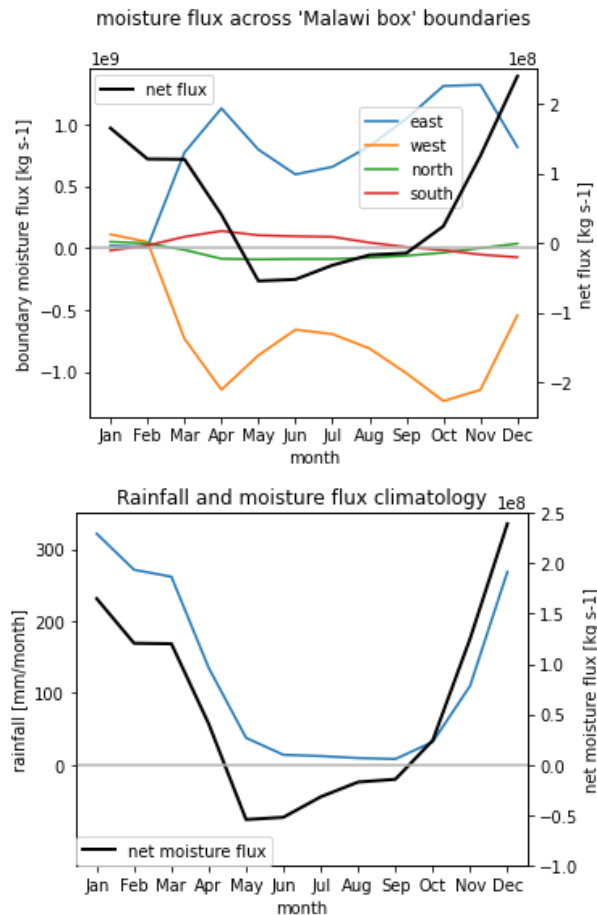 moisture flux across 'Malawi box' boundaries
1e9
1e8
net flux
east
west
north
south
1.0
0.5
0.0
−0.5
−1.0
2
1
0
−1
−2
boundary moisture flux [kg s-1]
net flux [kg s-1]
Jan Feb Mar Apr May Jun Jul Aug Sep Oct Nov Dec
month
Rainfall and moisture flux climatology
1e8
300
200
100
0
2.5
2.0
1.5
1.0
0.5
0.0
−0.5
−1.0
rainfall [mm/month]
net moisture flux [kg s-1]
net moisture flux
Jan Feb Mar Apr May Jun Jul Aug Sep Oct Nov Dec
month